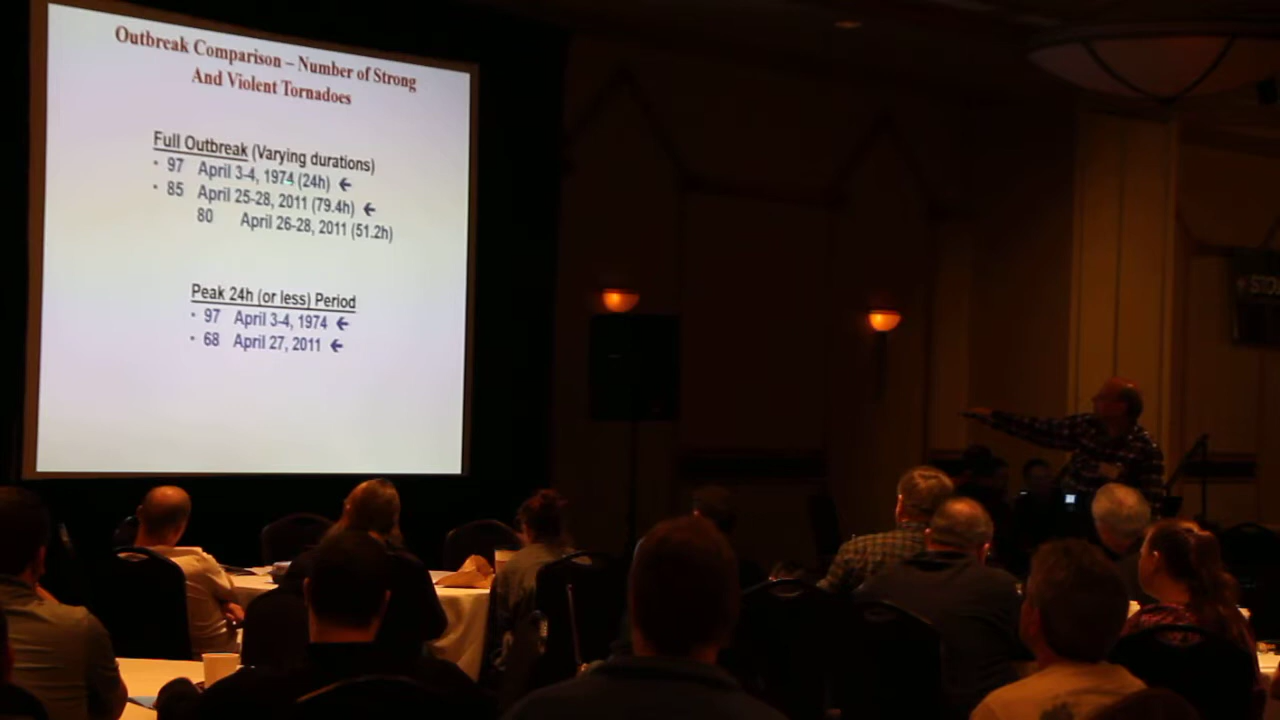 Outbreak Comparison – Number of Strong
And Violent Tornadoes
Full Outbreak (Varying durations)
• 97 April 3-4, 1974 (24h) ←
• 85 April 25-28, 2011 (79.4h) ←
80 April 26-28, 2011 (51.2h)
Peak 24h (or less) Period
• 97 April 3-4, 1974 ←
• 68 April 27, 2011 ←